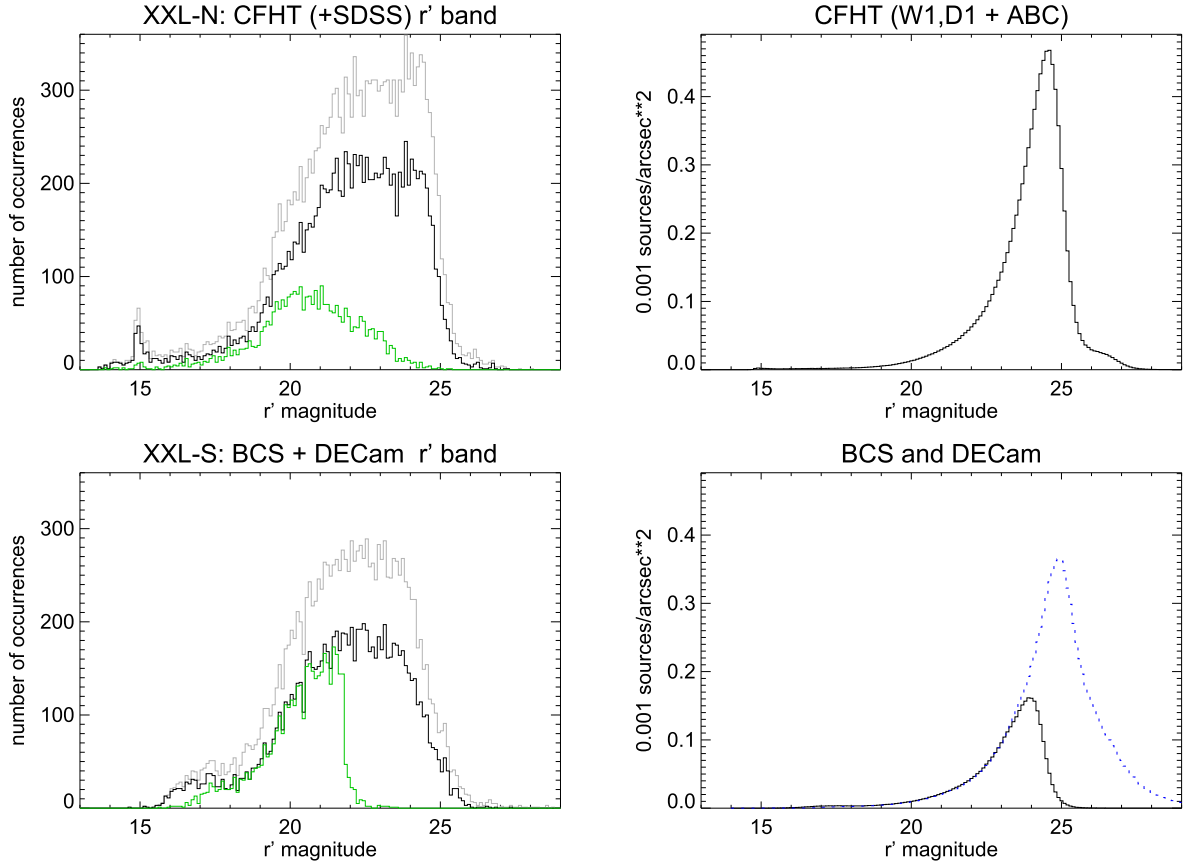 XXL-N: CFHT (+SDSS) r’ band
number of occurrences
300
200
100
0
15 20 25
r’ magnitude
CFHT (W1,D1 + ABC)
0.001 sources/arcsec**2
0.4
0.3
0.2
0.1
0.0
15 20 25
r’ magnitude
XXL-S: BCS + DECam r’ band
number of occurrences
300
200
100
0
15 20 25
r’ magnitude
BCS and DECam
0.001 sources/arcsec**2
0.4
0.3
0.2
0.1
0.0
15 20 25
r’ magnitude